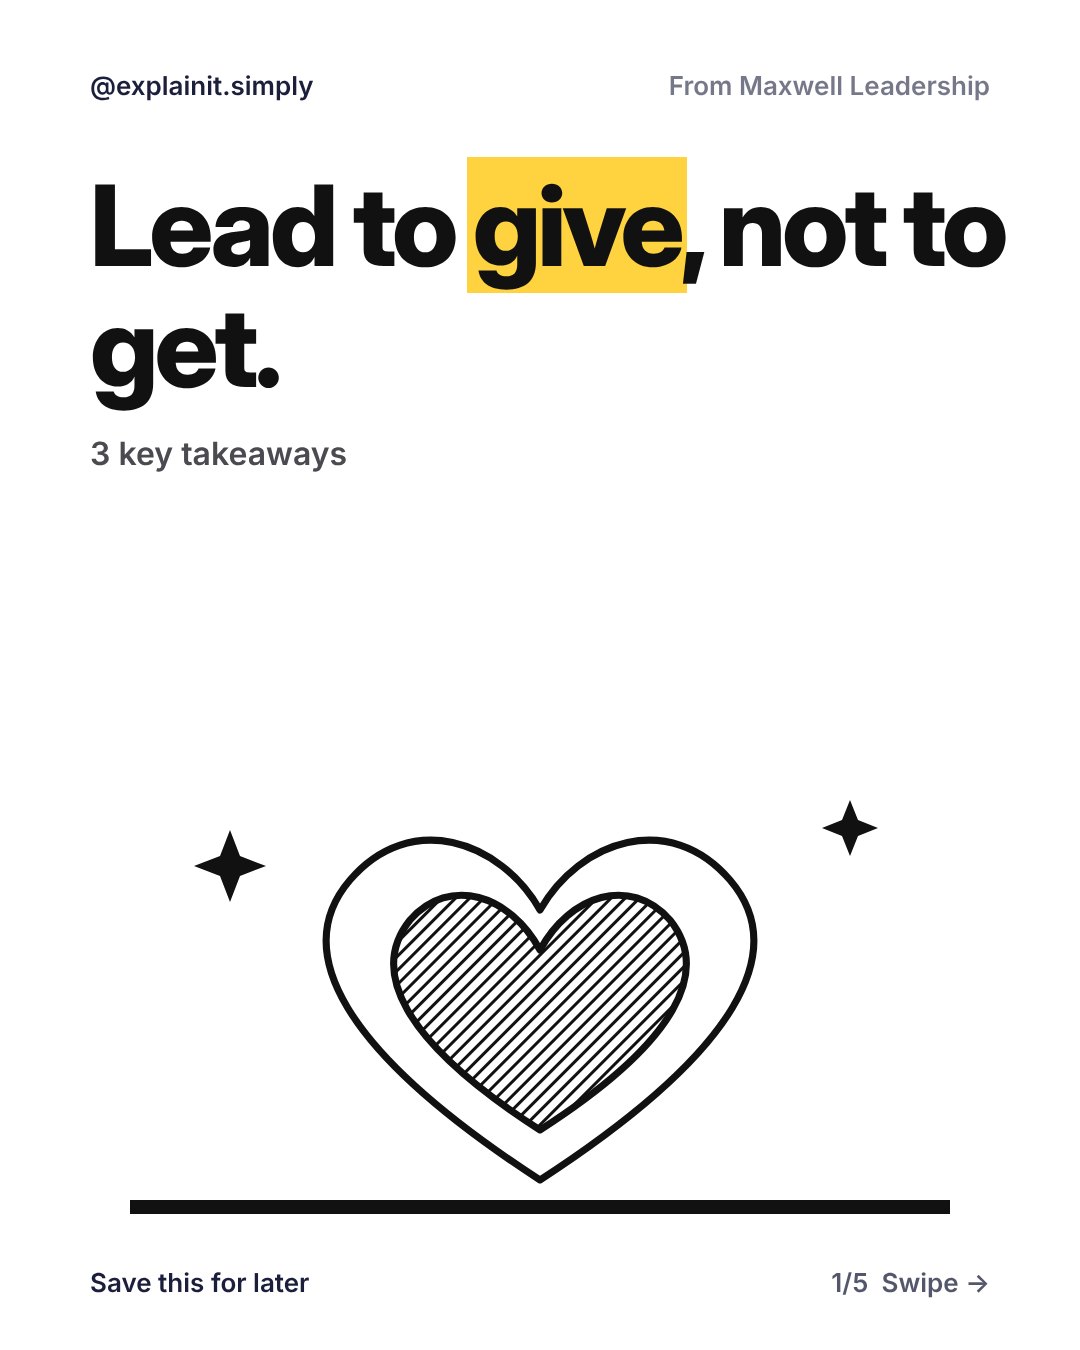 @explainit.simply
From Maxwell Leadership
Lead to give, not to
get.
3 key takeaways
Save this for later
1/5 Swipe →